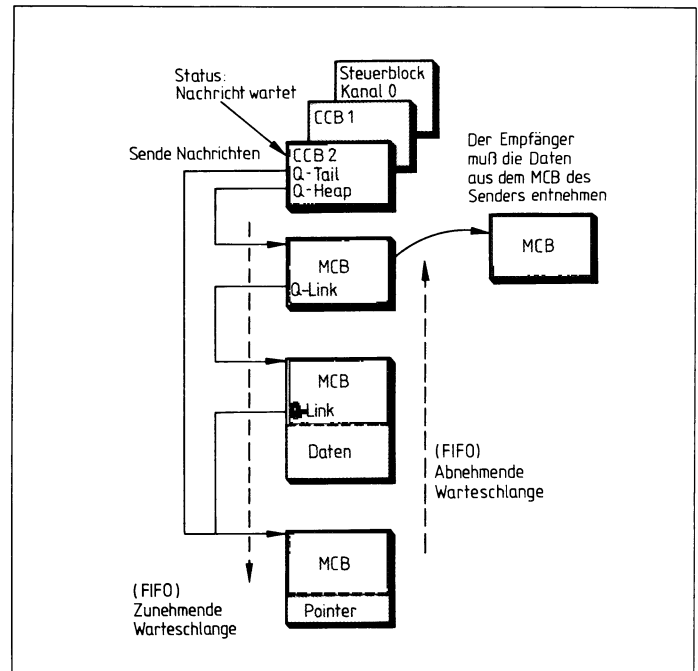 Status:
Nachricht wartet
Steuerblock
Kanal 0
CCB 1
Sende Nachrichten
CCB 2
Q-Tail
Q-Heap
Der Empfänger
muß die Daten
aus dem MCB des
Senders entnehmen
MCB
Q-Link
MCB
MCB
Q-Link
Daten
(FIFO)
Abnehmende
Warteschlange
MCB
Pointer
(FIFO)
Zunehmende
Warteschlange